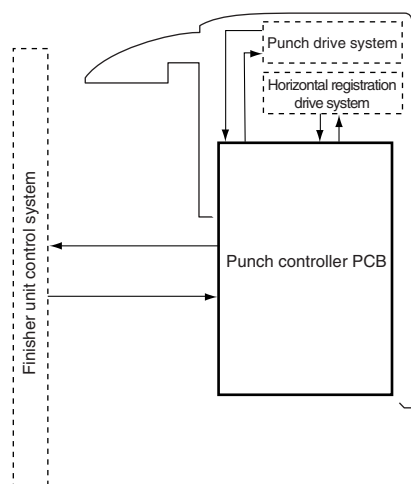 Punch drive system
Horizontal registration
drive system
Finisher unit control system
Punch controller PCB